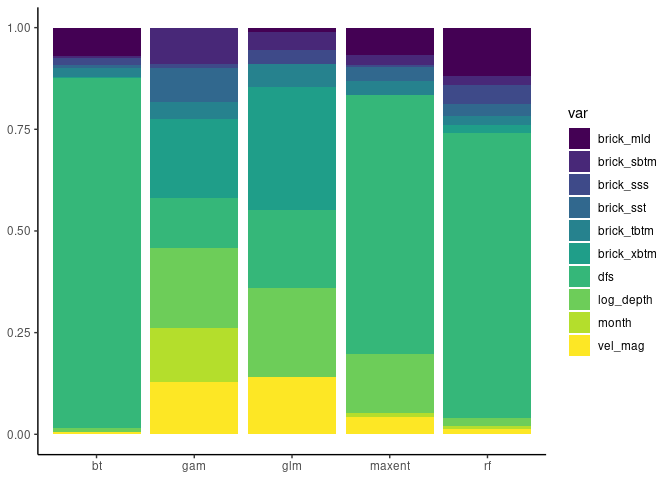 1.00
0.75
0.50
0.25
0.00
bt gam glm maxent rf
var
brick_mld
brick_sbtm
brick_sss
brick_sst
brick_tbtm
brick_xbtm
dfs
log_depth
month
vel_mag